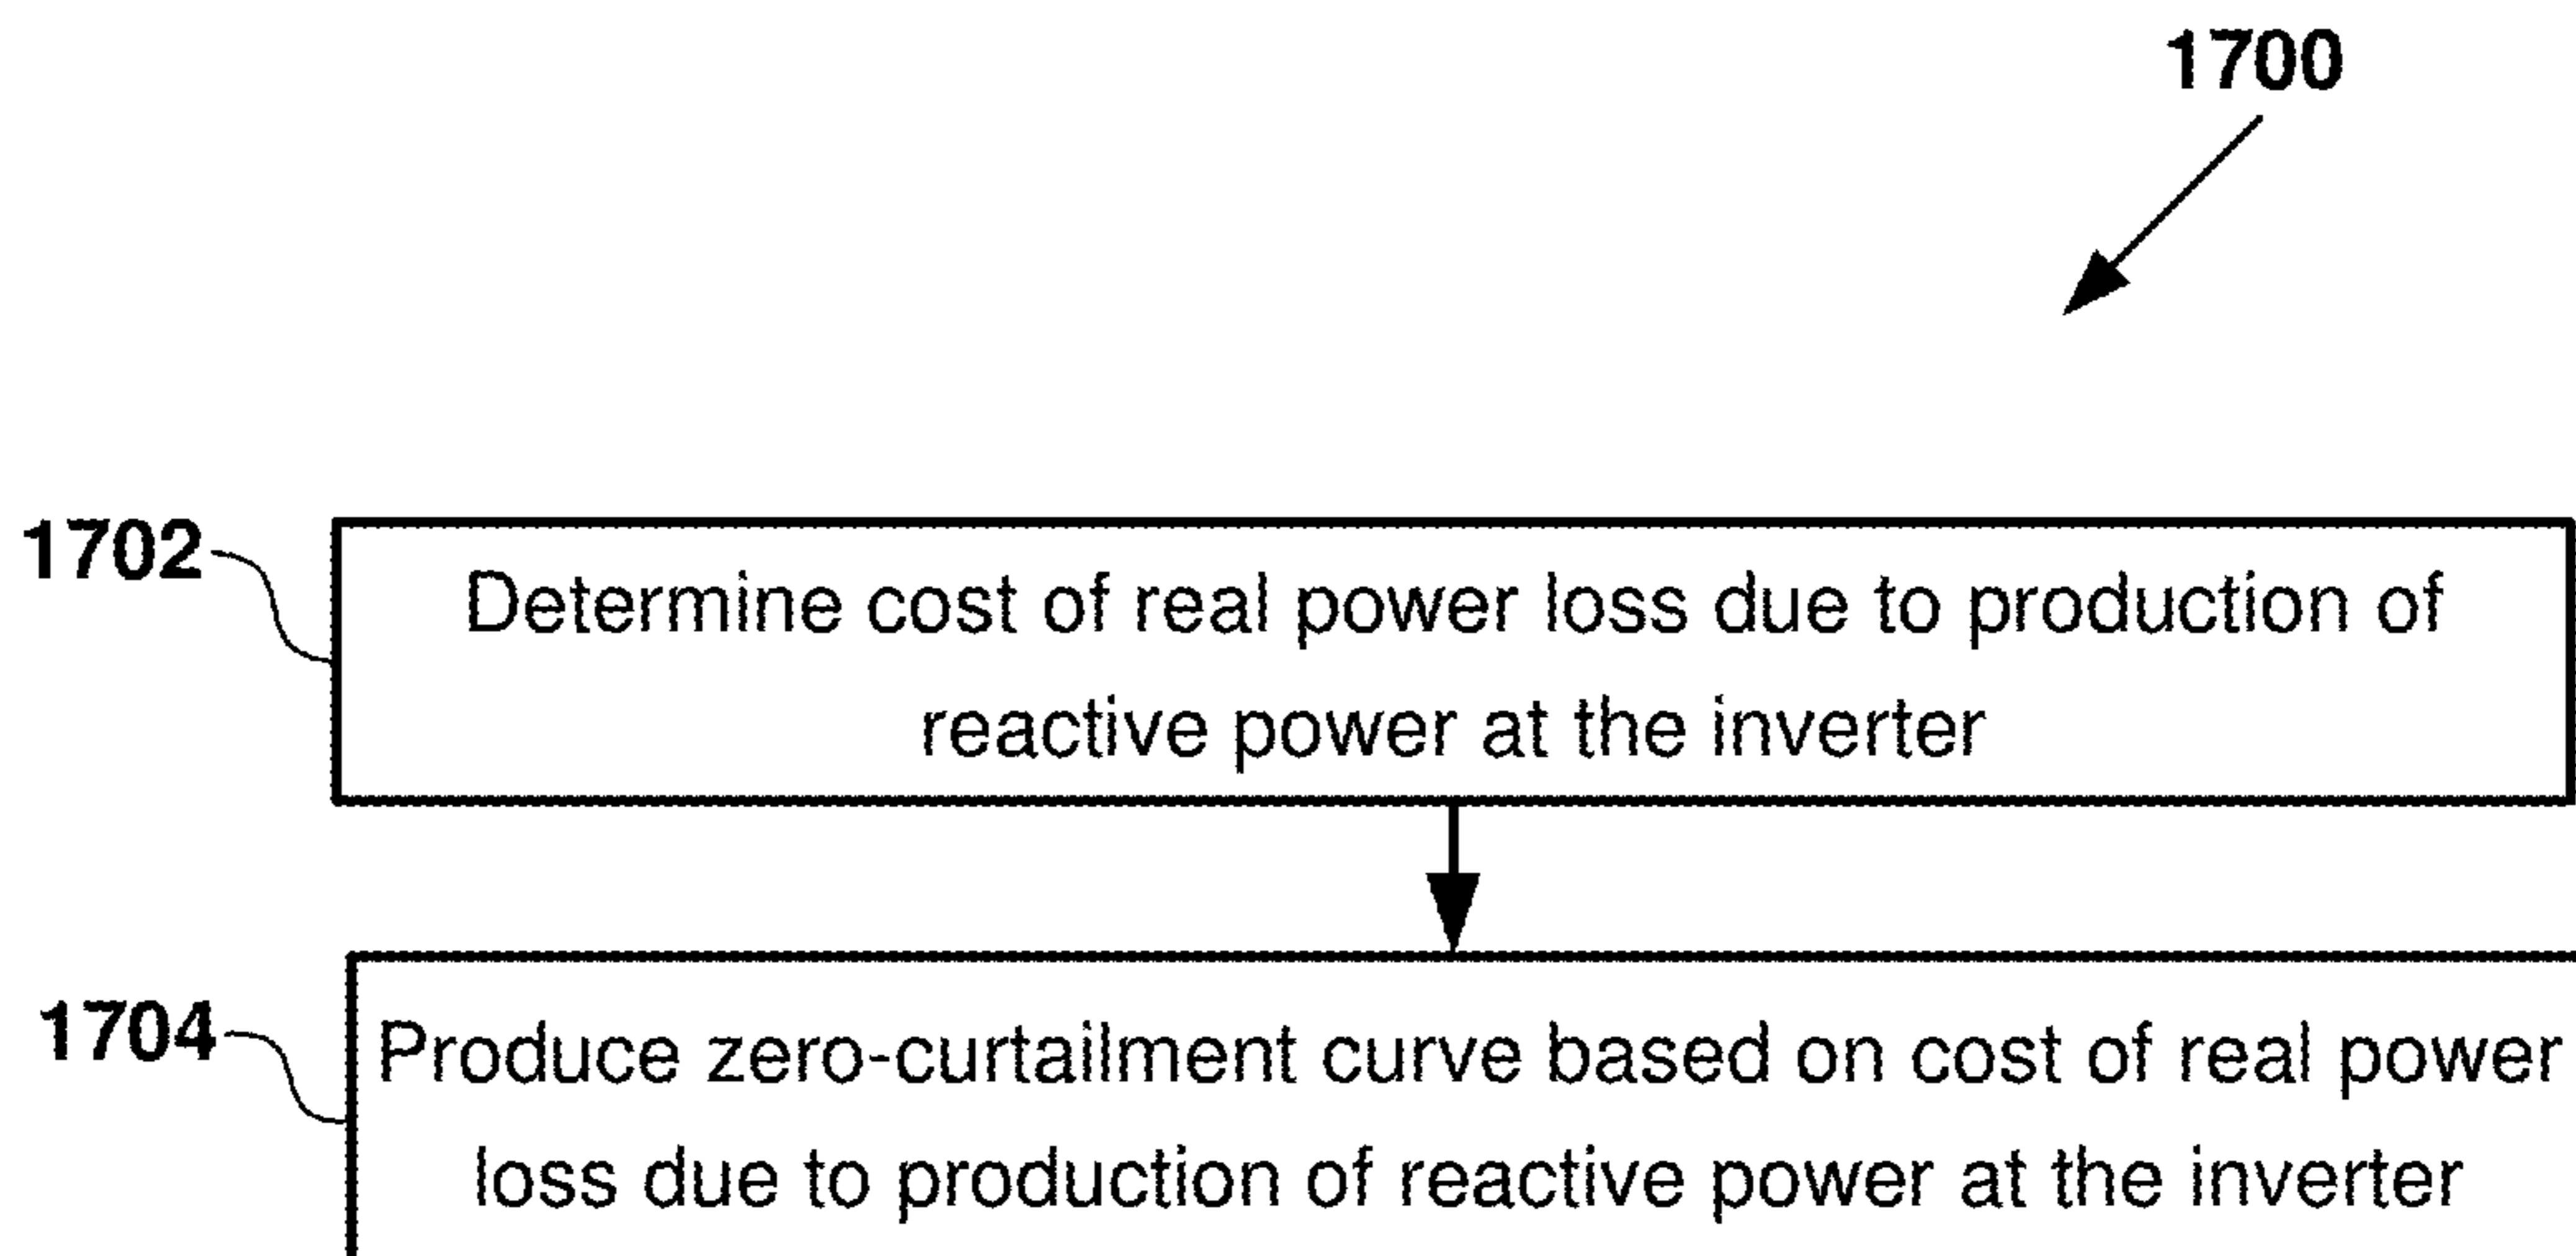 1700
1702
Determine cost of real power loss due to production of
reactive power at the inverter
1704
Produce zero-curtailment curve based on cost of real power
loss due to production of reactive power at the inverter